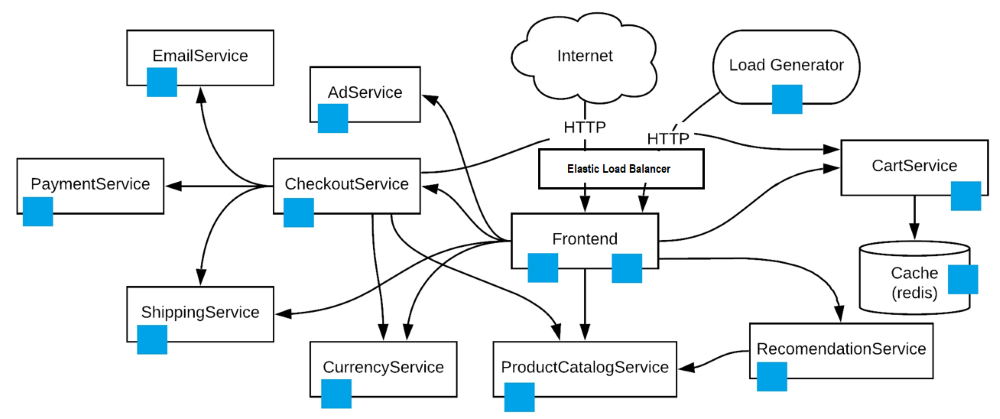 EmailService
Internet
Load Generator
AdService
HTTP
HTTP
CartService
Elastic Load Balancer
PaymentService
CheckoutService
Frontend
Cache
(redis)
ShippingService
RecomendationService
CurrencyService
ProductCatalogService